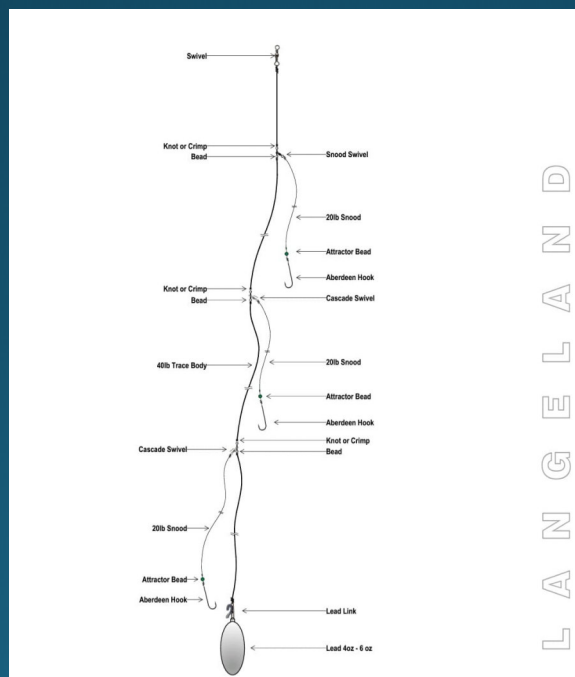 Swivel
Knot or Crimp
Bead
Snood Swivel
20lb Snood
Attractor Bead
Aberdeen Hook
Knot or Crimp
Bead
Cascade Swivel
40lb Trace Body
20lb Snood
Attractor Bead
Aberdeen Hook
Knot or Crimp
Cascade Swivel
Bead
20lb Snood
Attractor Bead
Aberdeen Hook
Lead Link
Lead 4oz - 6 oz
LANGELAND